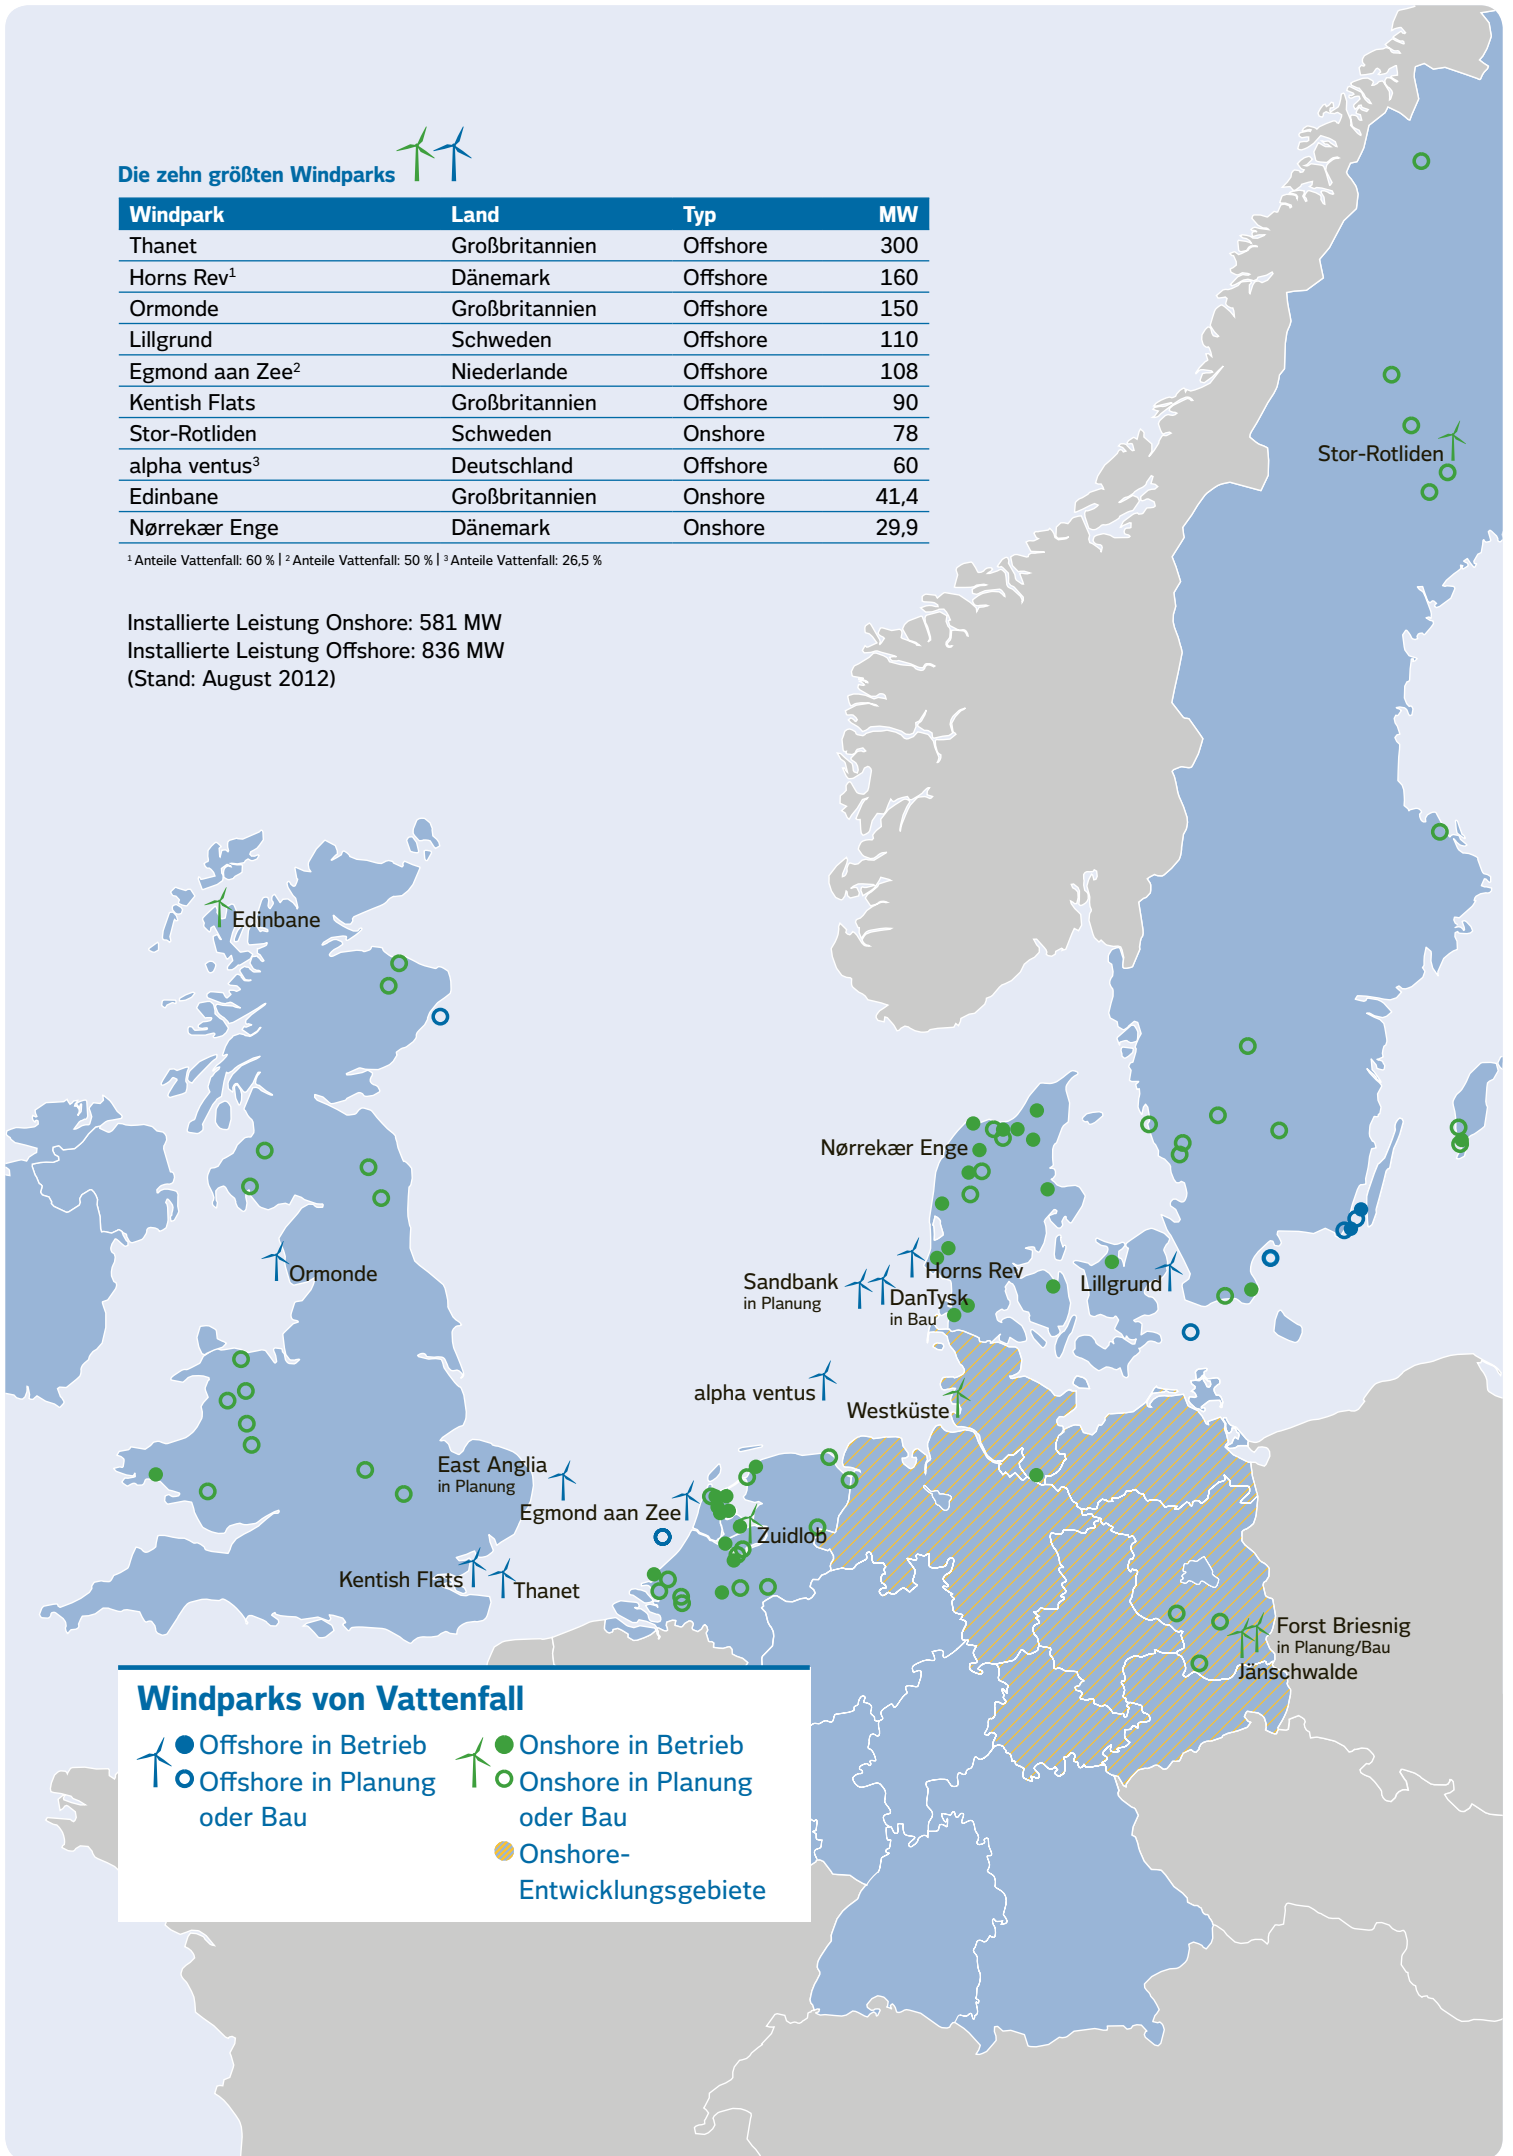 Die zehn größten Windparks
Windpark Land Typ MW
Thanet Großbritannien Offshore 300
Horns Rev¹ Dänemark Offshore 160
Ormonde Großbritannien Offshore 150
Lillgrund Schweden Offshore 110
Egmond aan Zee² Niederlande Offshore 108
Kentish Flats Großbritannien Offshore 90
Stor-Rotliden Schweden Onshore 78
alpha ventus³ Deutschland Offshore 60
Edinbane Großbritannien Onshore 41,4
Nørrekær Enge Dänemark Onshore 29,9
¹ Anteile Vattenfall: 60 % | ² Anteile Vattenfall: 50 % | ³ Anteile Vattenfall: 26,5 %
Installierte Leistung Onshore: 581 MW
Installierte Leistung Offshore: 836 MW
(Stand: August 2012)
Stor-Rotliden
Edinbane
Nørrekær Enge
Ormonde
Horns Rev
Sandbank
in Planung
DanTysk
in Bau
Lillgrund
alpha ventus
Westküste
East Anglia
in Planung
Egmond aan Zee
Zuidlob
Kentish Flats
Thanet
Forst Briesnig
in Planung/Bau
Jänschwalde
Windparks von Vattenfall
Offshore in Betrieb
Offshore in Planung
oder Bau
Onshore in Betrieb
Onshore in Planung
oder Bau
Onshore-
Entwicklungsgebiete